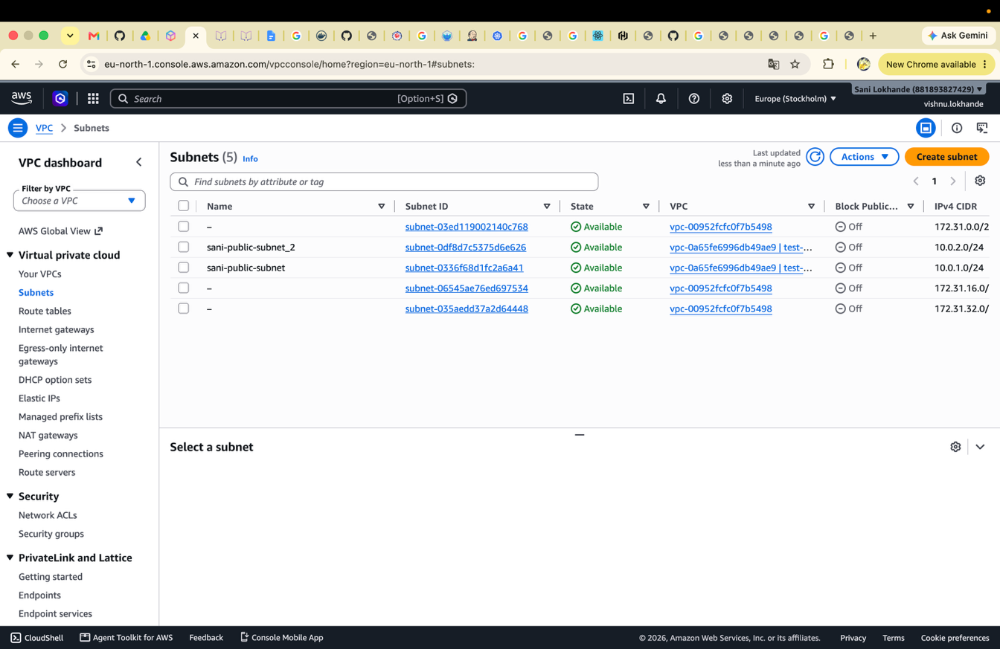 Ask Gemini
eu-north-1.console.aws.amazon.com/vpcconsole/home?region=eu-north-1#subnets:
New Chrome available
aws
Search
[Option+S]
Europe (Stockholm)
Sani Lokhande (881893827429)
vishnu.lokhande
VPC
Subnets
VPC dashboard
Filter by VPC
Choose a VPC
AWS Global View
Virtual private cloud
Your VPCs
Subnets
Route tables
Internet gateways
Egress-only internet
gateways
DHCP option sets
Elastic IPs
Managed prefix lists
NAT gateways
Peering connections
Route servers
Security
Network ACLs
Security groups
PrivateLink and Lattice
Getting started
Endpoints
Endpoint services
Subnets (5) Info
Last updated
less than a minute ago
Actions
Create subnet
Find subnets by attribute or tag
1
Name Subnet ID State VPC Block Public... IPv4 CIDR
– subnet-03ed119002140c768 Available vpc-00952fcfc0f7b5498 Off 172.31.0.0/2
sani-public-subnet_2 subnet-0df8d7c5375d6e626 Available vpc-0a65fe6996db49ae9 | test-... Off 10.0.2.0/24
sani-public-subnet subnet-0336f68d1fc2a6a41 Available vpc-0a65fe6996db49ae9 | test-... Off 10.0.1.0/24
– subnet-06545ae76ed697534 Available vpc-00952fcfc0f7b5498 Off 172.31.16.0/
– subnet-035aedd37a2d64448 Available vpc-00952fcfc0f7b5498 Off 172.31.32.0/
Select a subnet
CloudShell
Agent Toolkit for AWS
Feedback
Console Mobile App
© 2026, Amazon Web Services, Inc. or its affiliates.
Privacy
Terms
Cookie preferences